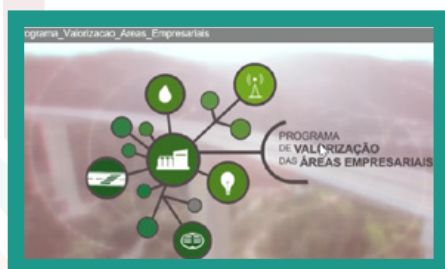 ograma_Valorizacao_Areas_Empresariais
PROGRAMA
DE VALORIZAÇÃO
DAS ÁREAS EMPRESARIAIS